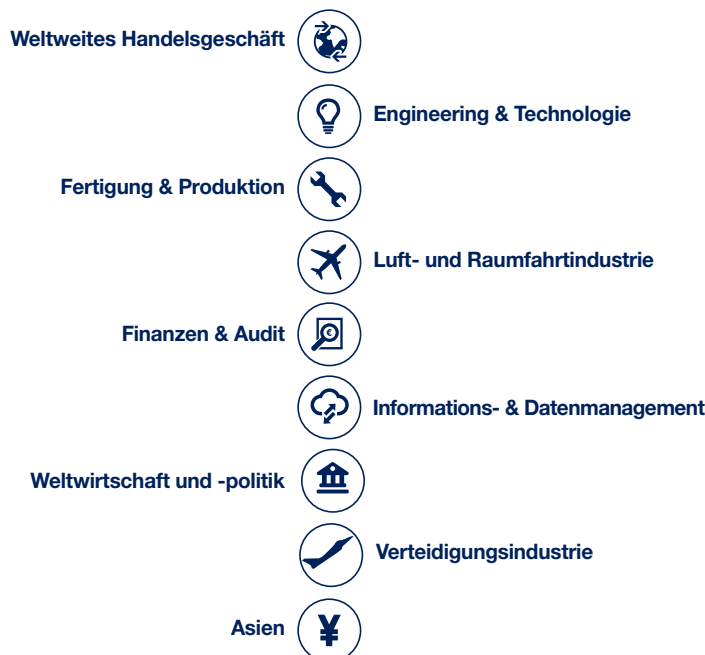 Weltweites Handelsgeschäft
Engineering & Technologie
Fertigung & Produktion
Luft- und Raumfahrtindustrie
Finanzen & Audit
€
Informations- & Datenmanagement
Weltwirtschaft und -politik
Verteidigungsindustrie
Asien
¥